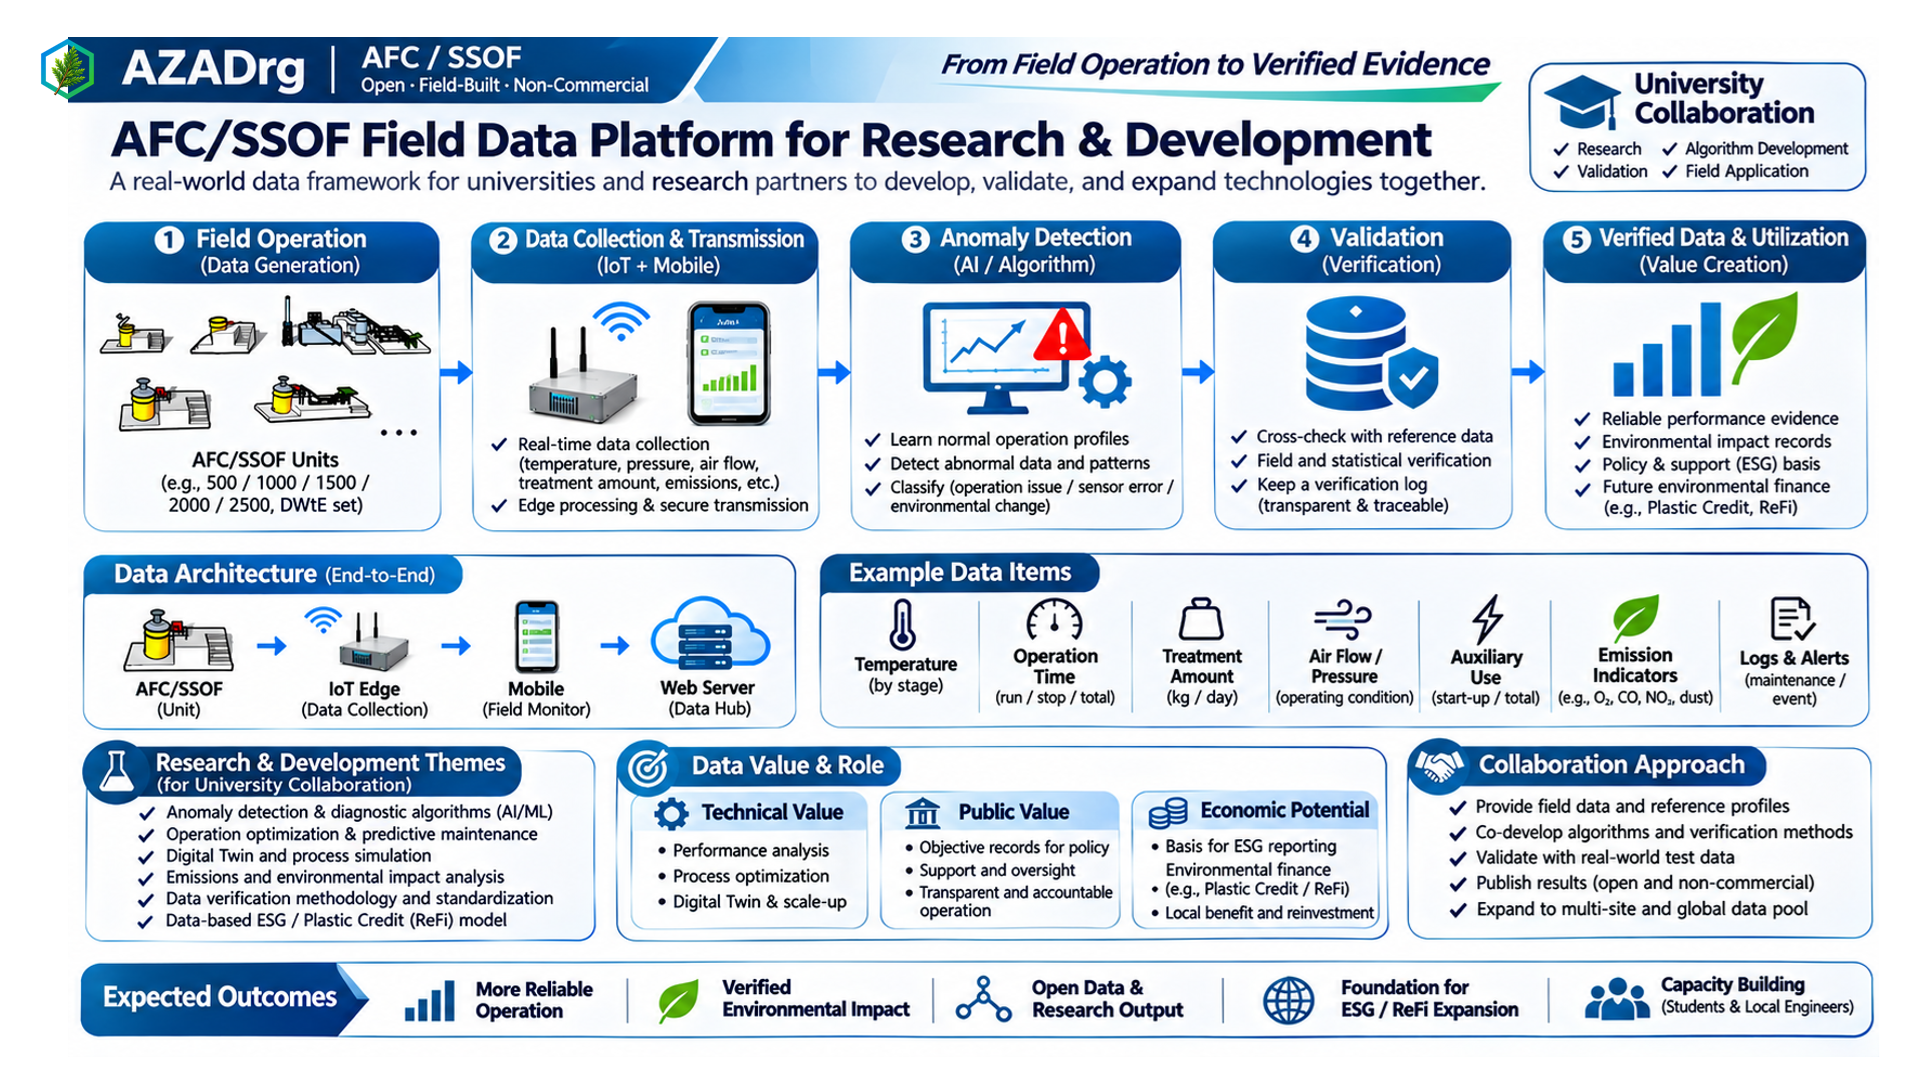 AZADrg
AFC / SSOF
Open · Field-Built · Non-Commercial
From Field Operation to Verified Evidence
University
Collaboration
✓ Research ✓ Algorithm Development
✓ Validation ✓ Field Application
AFC/SSOF Field Data Platform for Research & Development
A real-world data framework for universities and research partners to develop, validate, and expand technologies together.
1 Field Operation
(Data Generation)
...
AFC/SSOF Units
(e.g., 500 / 1000 / 1500 /
2000 / 2500, DWtE set)
2 Data Collection & Transmission
(IoT + Mobile)
✓ Real-time data collection
(temperature, pressure, air flow,
treatment amount, emissions, etc.)
✓ Edge processing & secure transmission
3 Anomaly Detection
(AI / Algorithm)
✓ Learn normal operation profiles
✓ Detect abnormal data and patterns
✓ Classify (operation issue / sensor error /
environmental change)
4 Validation
(Verification)
✓ Cross-check with reference data
✓ Field and statistical verification
✓ Keep a verification log
(transparent & traceable)
5 Verified Data & Utilization
(Value Creation)
✓ Reliable performance evidence
✓ Environmental impact records
✓ Policy & support (ESG) basis
✓ Future environmental finance
(e.g., Plastic Credit, ReFi)
Data Architecture (End-to-End)
AFC/SSOF
(Unit)
IoT Edge
(Data Collection)
Mobile
(Field Monitor)
Web Server
(Data Hub)
Example Data Items
Temperature
(by stage)
Operation
Time
(run / stop / total)
Treatment
Amount
(kg / day)
Air Flow /
Pressure
(operating condition)
Auxiliary
Use
(start-up / total)
Emission
Indicators
(e.g., O₂, CO, NOₓ, dust)
Logs & Alerts
(maintenance /
event)
Research & Development Themes
(for University Collaboration)
✓ Anomaly detection & diagnostic algorithms (AI/ML)
✓ Operation optimization & predictive maintenance
✓ Digital Twin and process simulation
✓ Emissions and environmental impact analysis
✓ Data verification methodology and standardization
✓ Data-based ESG / Plastic Credit (ReFi) model
Data Value & Role
Technical Value
• Performance analysis
• Process optimization
• Digital Twin & scale-up
Public Value
• Objective records for policy
• Support and oversight
• Transparent and accountable
operation
Economic Potential
• Basis for ESG reporting
Environmental finance
• (e.g., Plastic Credit / ReFi)
• Local benefit and reinvestment
Collaboration Approach
✓ Provide field data and reference profiles
✓ Co-develop algorithms and verification methods
✓ Validate with real-world test data
✓ Publish results (open and non-commercial)
✓ Expand to multi-site and global data pool
Expected Outcomes
More Reliable
Operation
Verified
Environmental Impact
Open Data &
Research Output
Foundation for
ESG / ReFi Expansion
Capacity Building
(Students & Local Engineers)